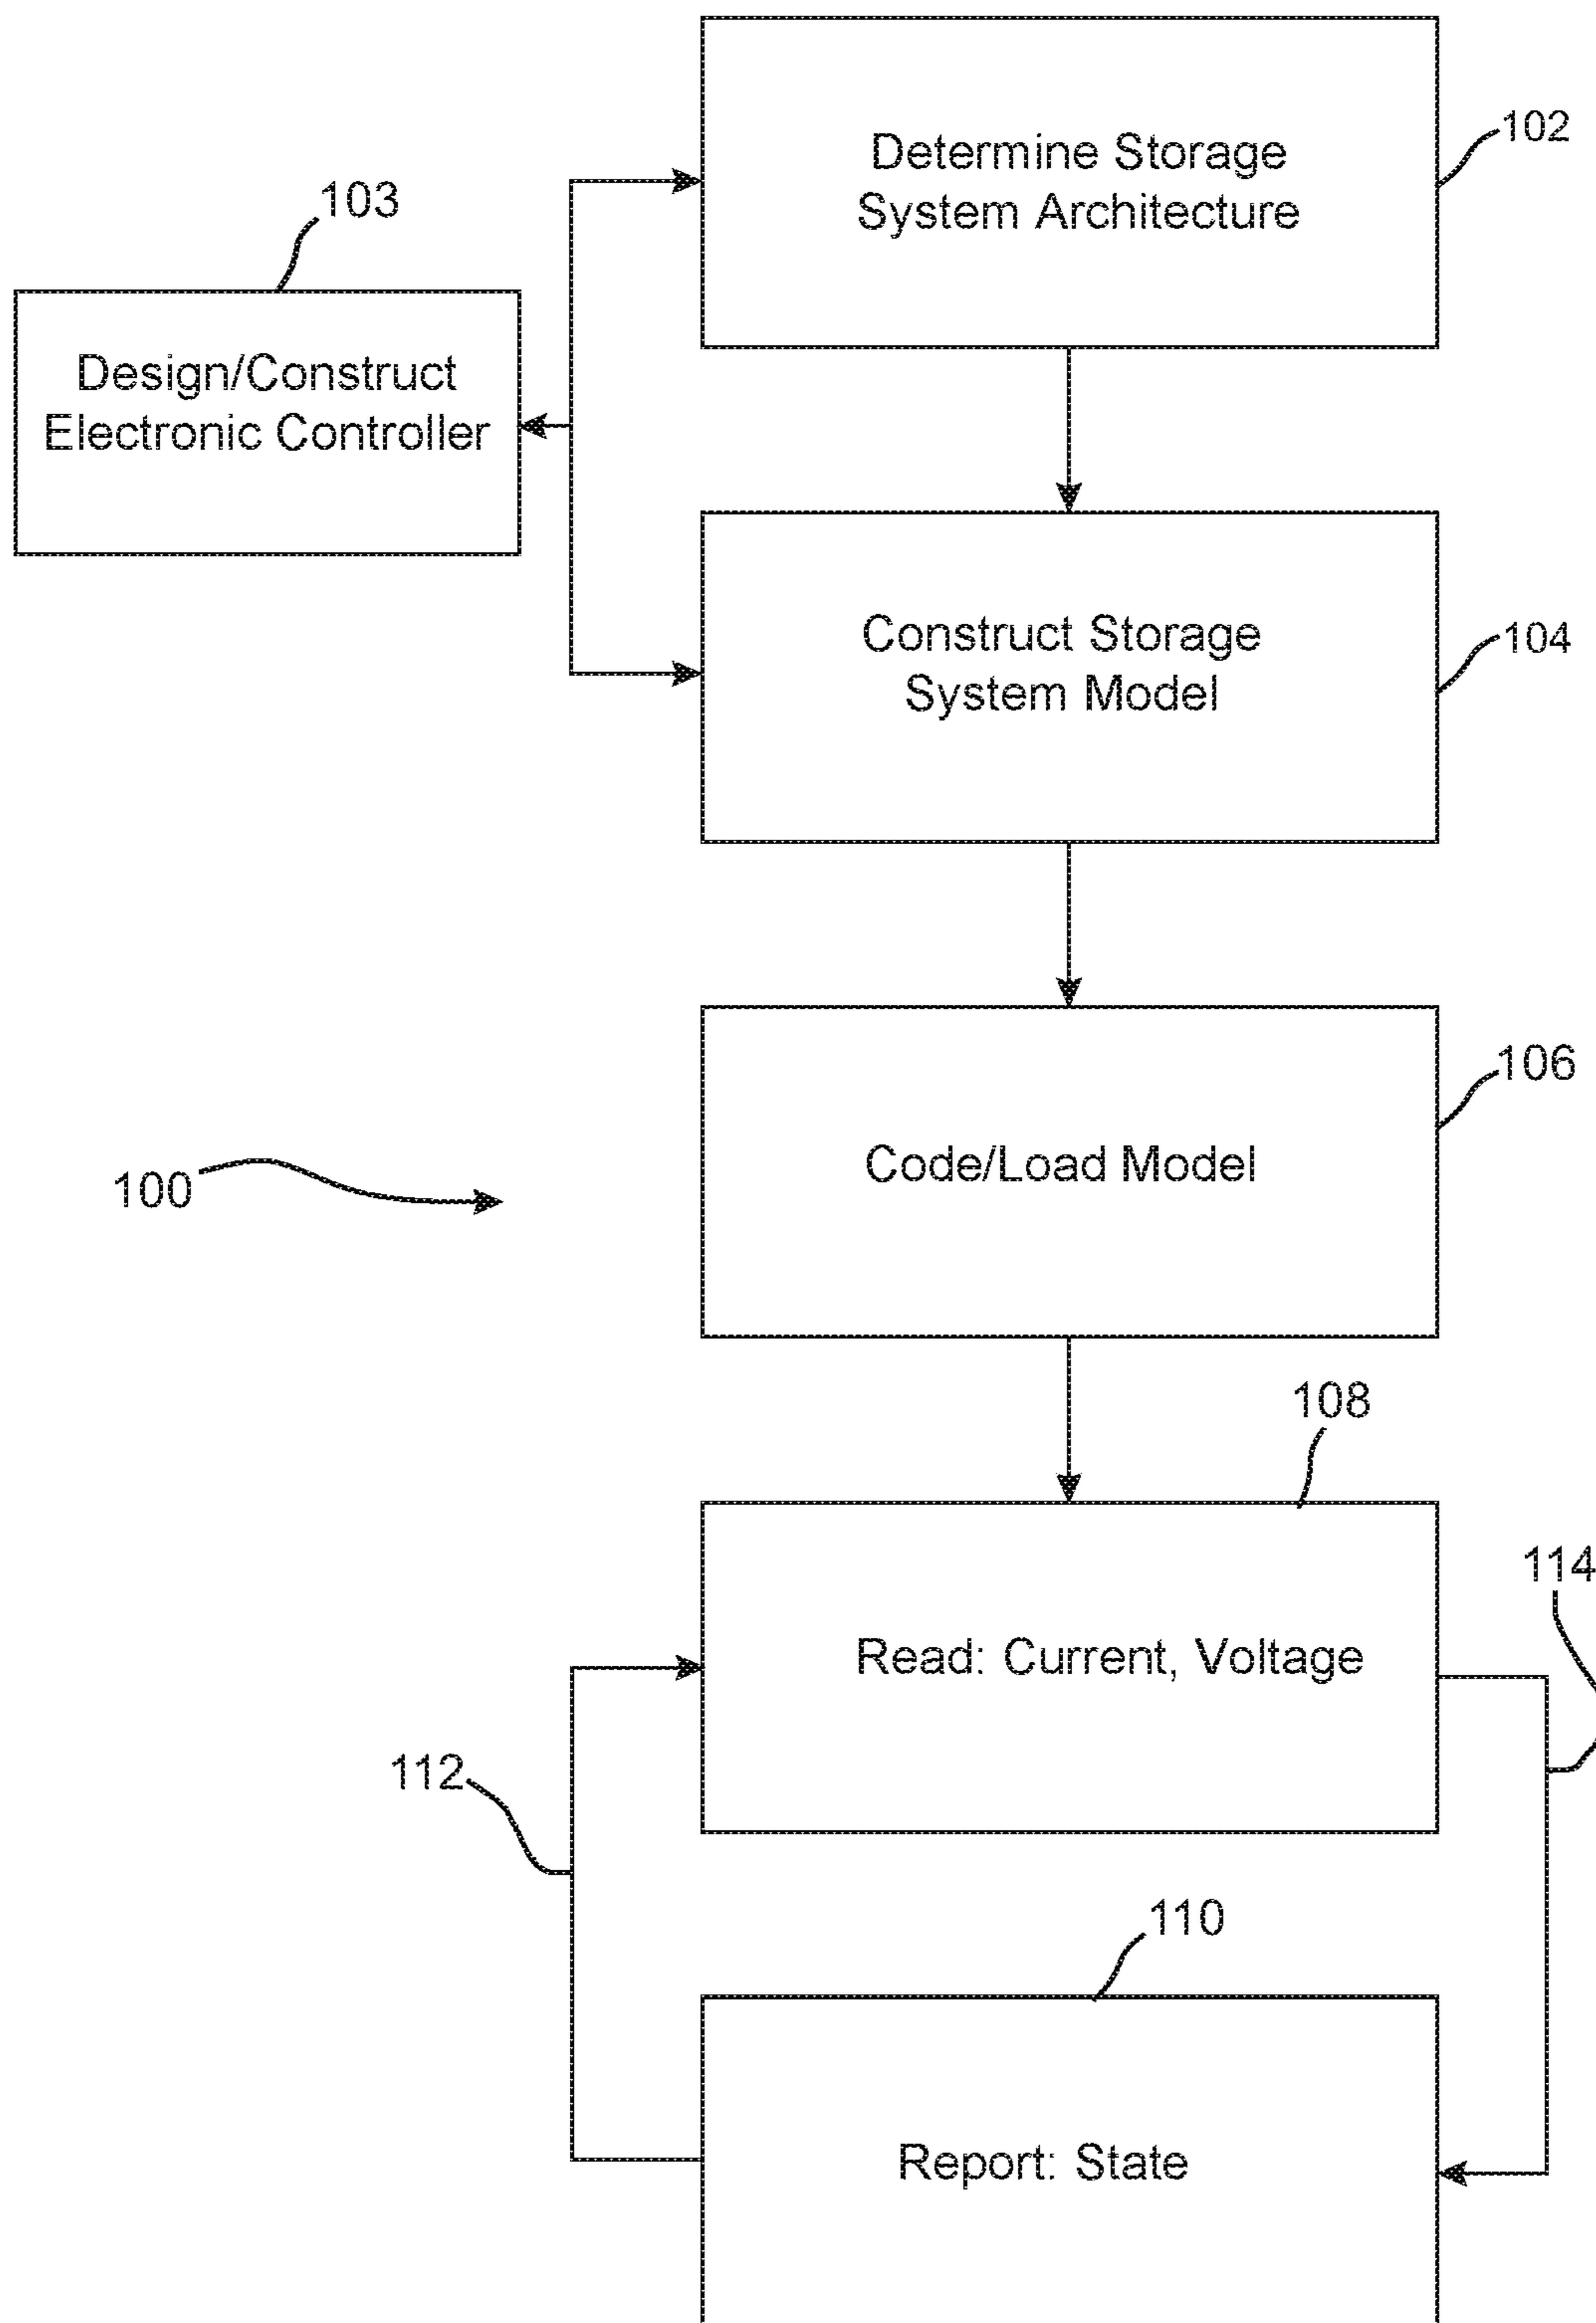 Determine Storage
System Architecture
102
103
Design/Construct
Electronic Controller
Construct Storage
System Model
104
Code/Load Model
106
100
108
Read: Current, Voltage
114
112
110
Report: State